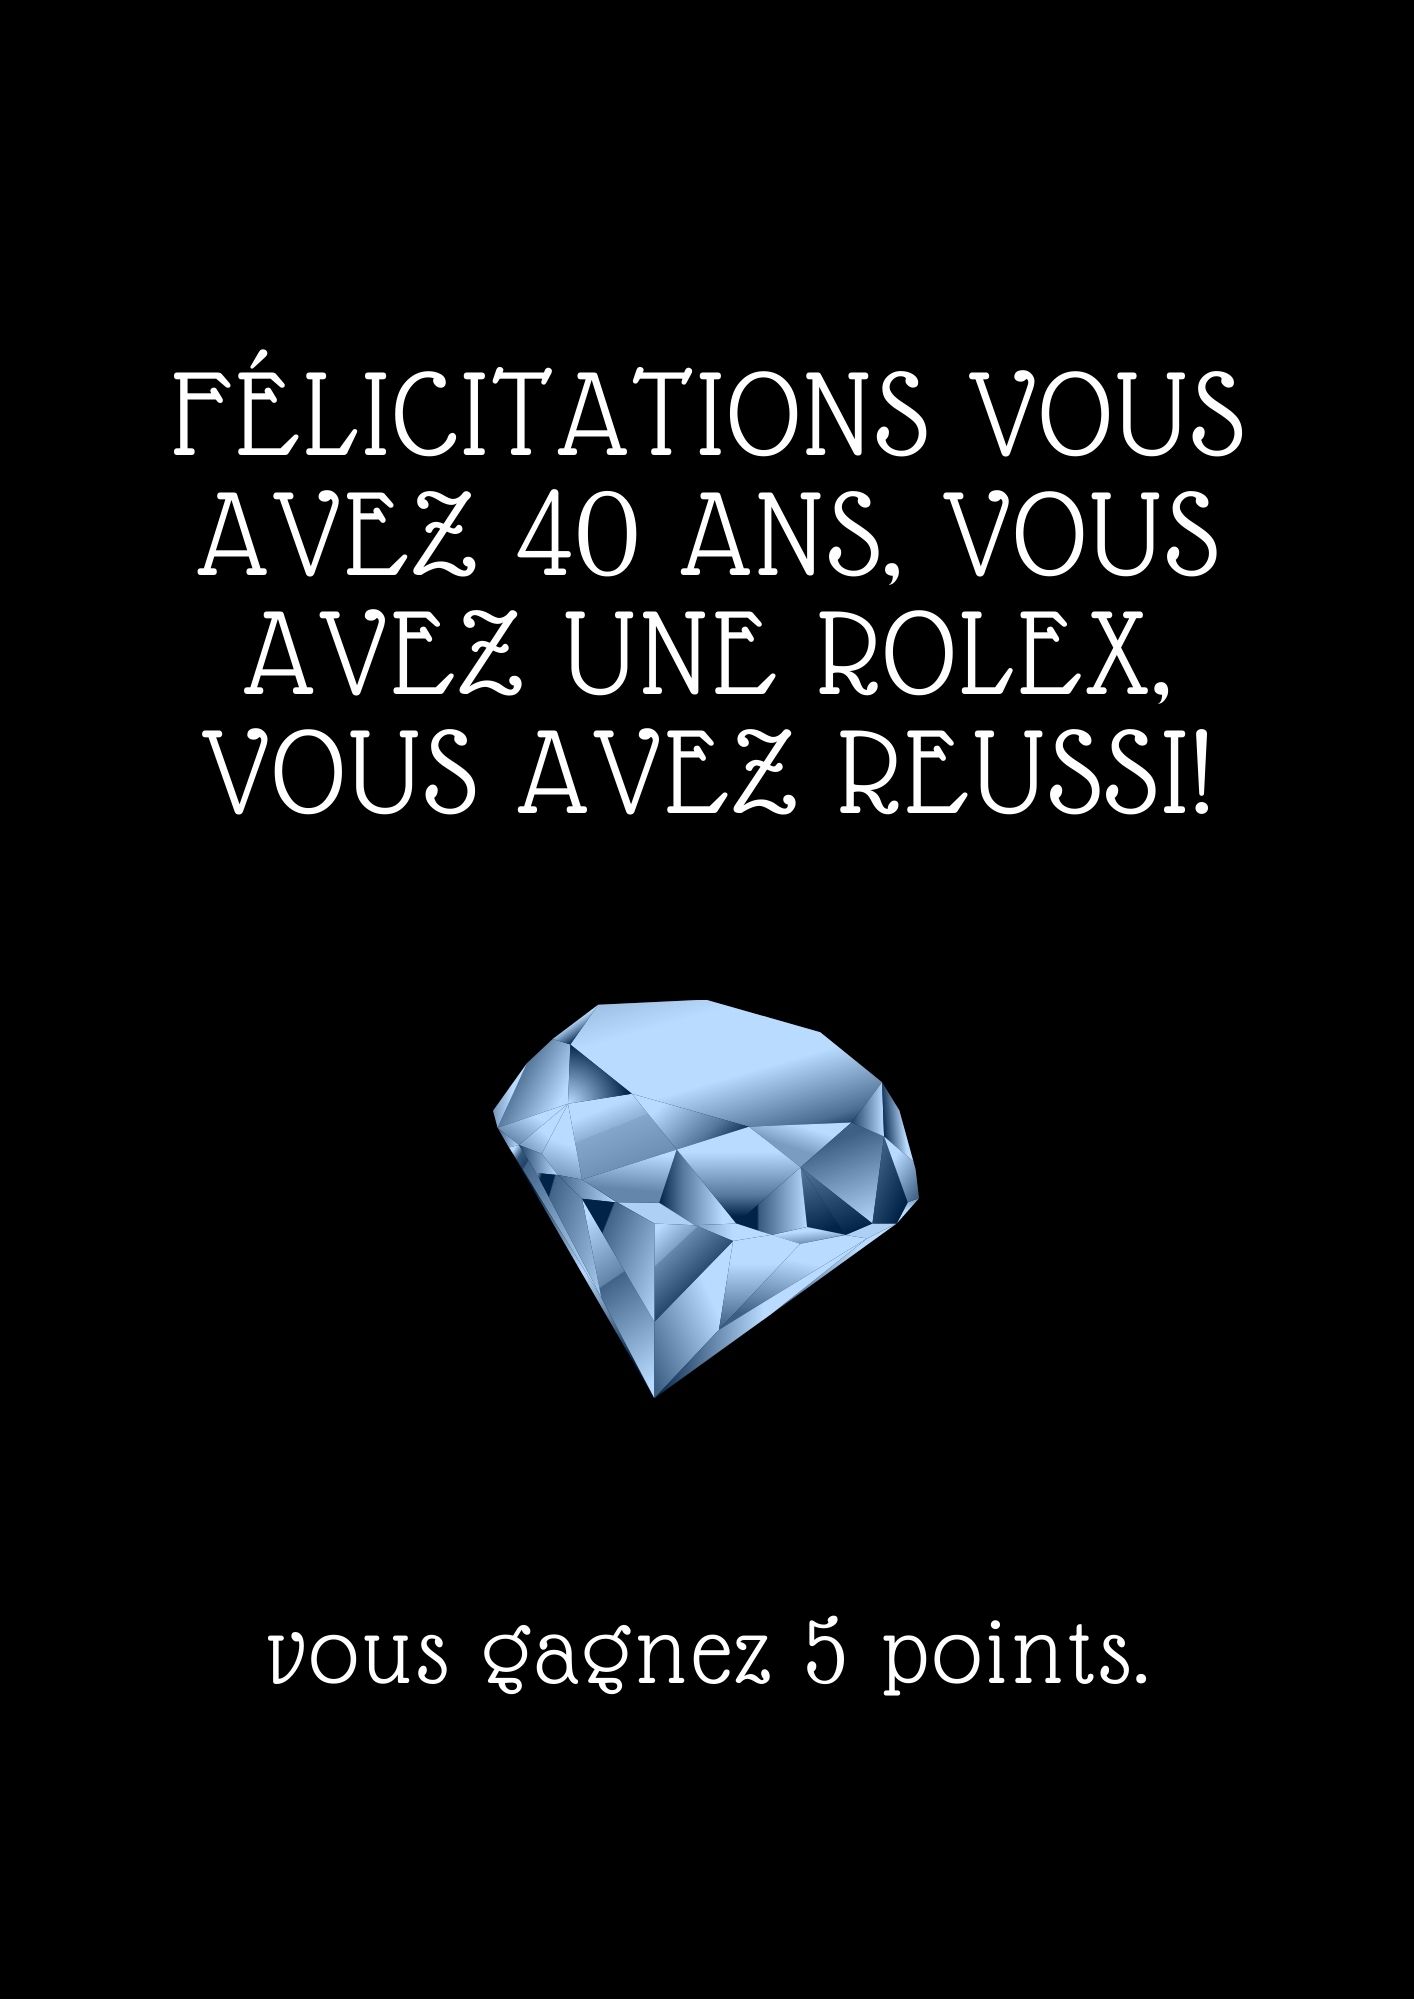 FÉLICITATIONS VOUS
AVEZ 40 ANS, VOUS
AVEZ UNE ROLEX,
VOUS AVEZ REUSSI!
vous gagnez 5 points.